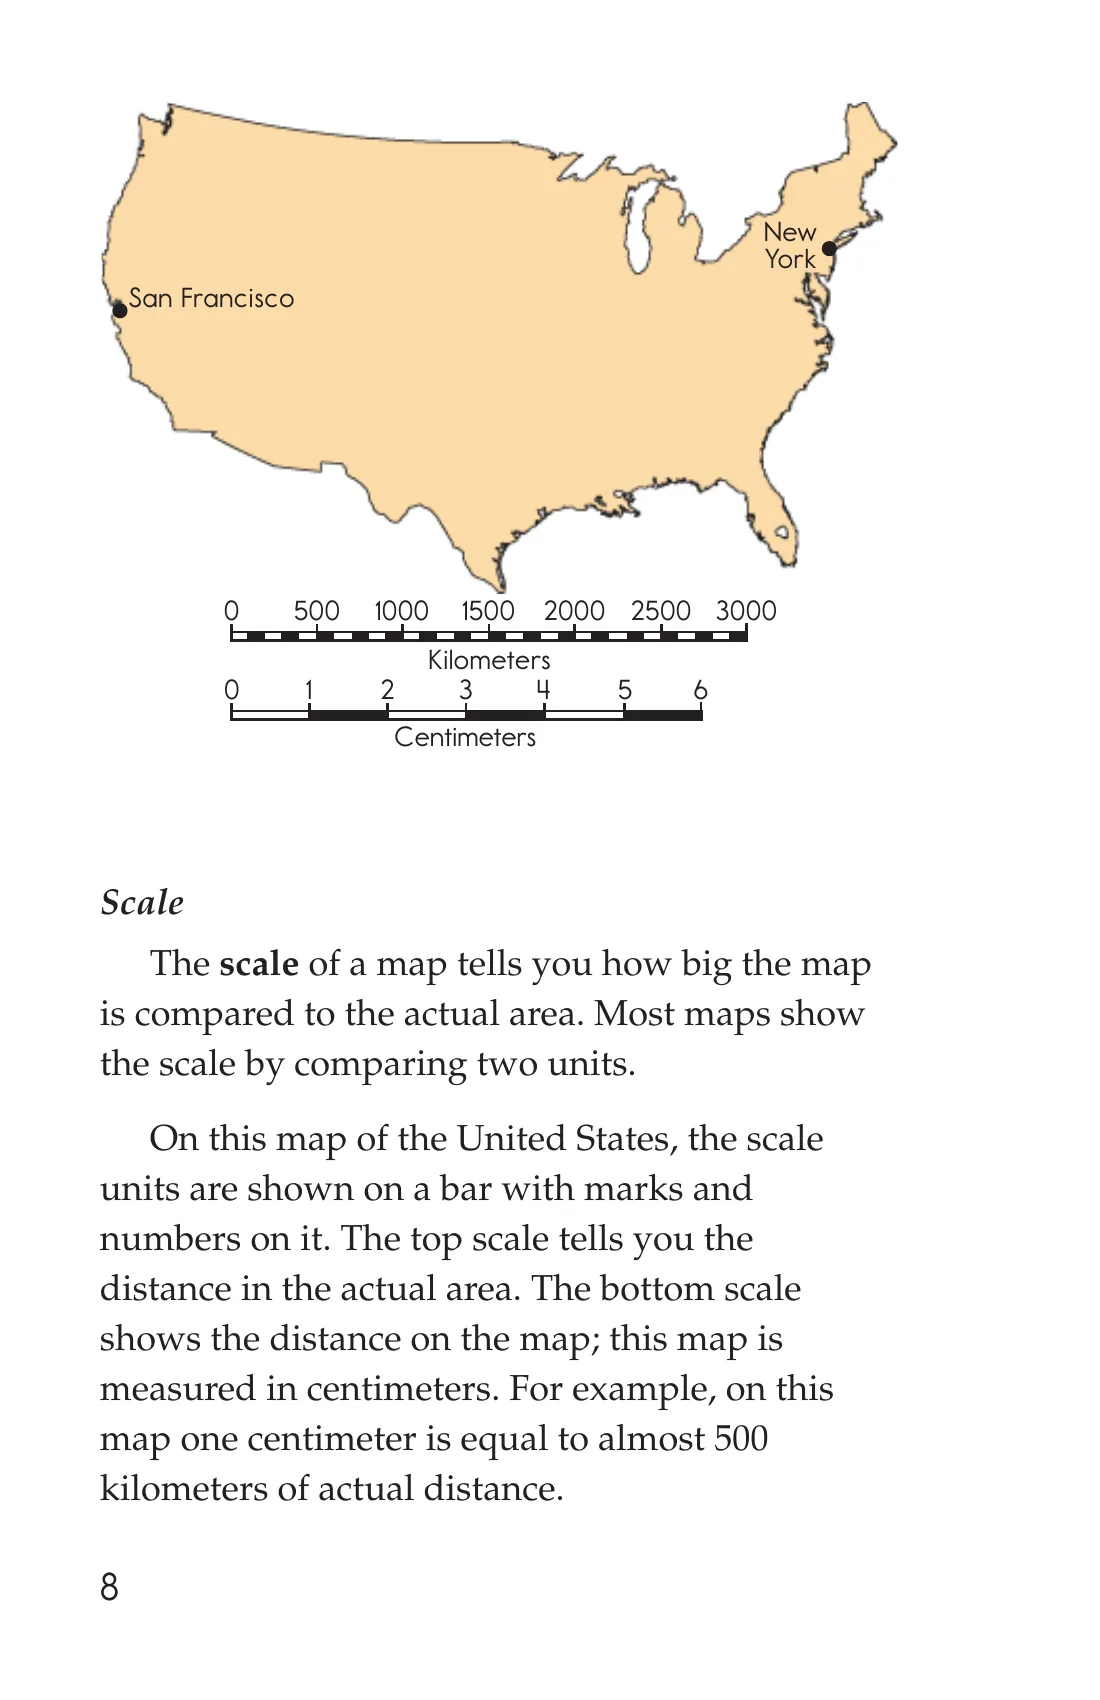 New
York
San Francisco
0 500 1000 1500 2000 2500 3000
Kilometers
0 1 2 3 4 5 6
Centimeters
Scale
The scale of a map tells you how big the map
is compared to the actual area. Most maps show
the scale by comparing two units.
On this map of the United States, the scale
units are shown on a bar with marks and
numbers on it. The top scale tells you the
distance in the actual area. The bottom scale
shows the distance on the map; this map is
measured in centimeters. For example, on this
map one centimeter is equal to almost 500
kilometers of actual distance.
8